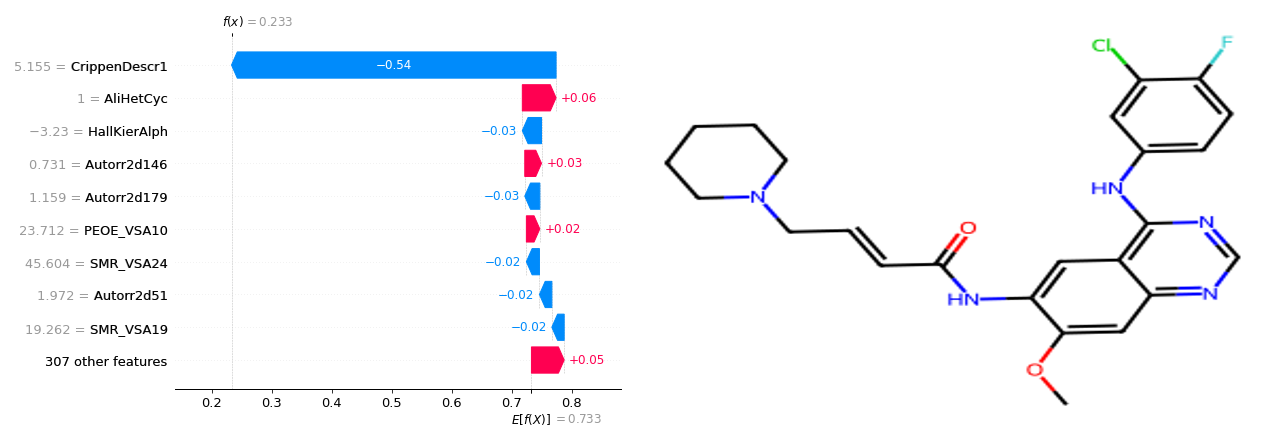 f(x) = 0.233
5.155 = CrippenDescr1
−0.54
1 = AliHetCyc
+0.06
−3.23 = HallKierAlph
−0.03
0.731 = Autorr2d146
+0.03
1.159 = Autorr2d179
−0.03
23.712 = PEOE_VSA10
+0.02
45.604 = SMR_VSA24
−0.02
1.972 = Autorr2d51
−0.02
19.262 = SMR_VSA19
−0.02
307 other features
+0.05
0.2 0.3 0.4 0.5 0.6 0.7 0.8
E[f(X)] = 0.733
Cl
F
HN
N
N
N
O
HN
O